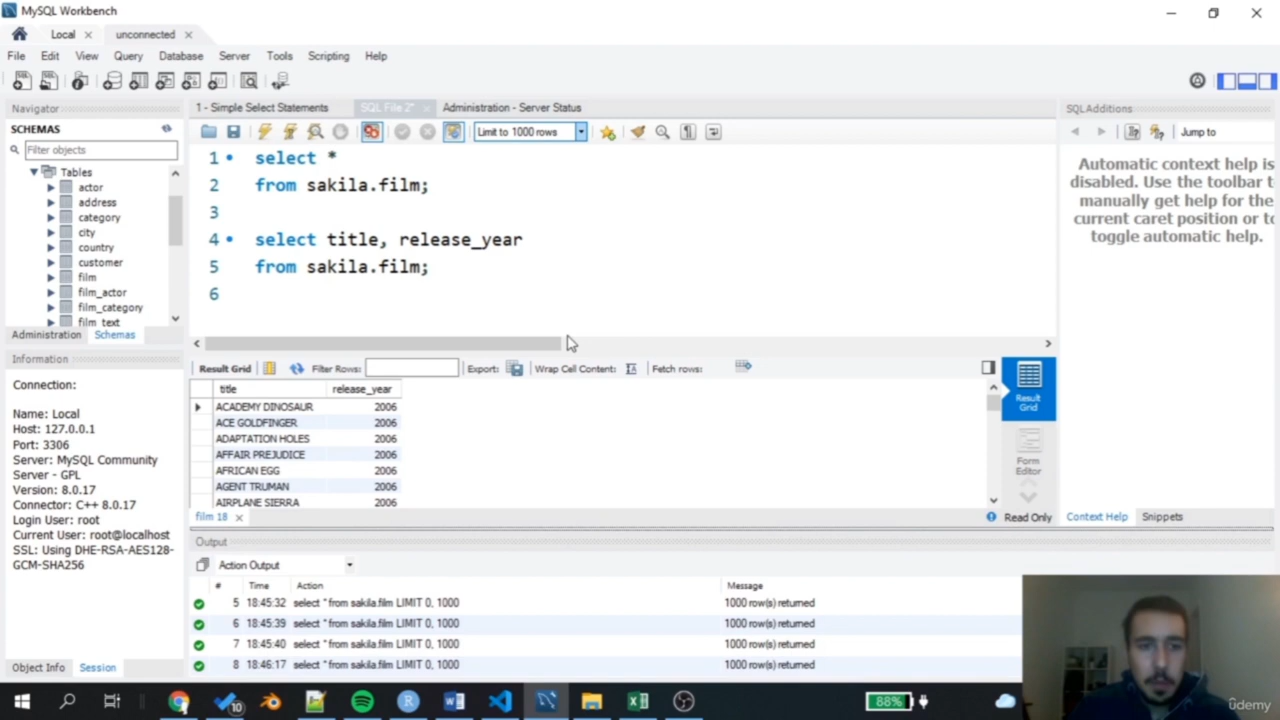 MySQL Workbench
Local unconnected
File Edit View Query Database Server Tools Scripting Help
Navigator
SCHEMAS
Filter objects
Tables
actor
address
category
city
country
customer
film
film_actor
film_category
film_text
Administration Schemas
Information
Connection:
Name: Local
Host: 127.0.0.1
Port: 3306
Server: MySQL Community
Server - GPL
Version: 8.0.17
Connector: C++ 8.0.17
Login User: root
Current User: root@localhost
SSL: Using DHE-RSA-AES128-
GCM-SHA256
Object Info Session
1 - Simple Select Statements SQL File 2* Administration - Server Status
Limit to 1000 rows
1 select *
2 from sakila.film;
3
4 select title, release_year
5 from sakila.film;
6
Result Grid Filter Rows: Export: Wrap Cell Content: Fetch rows:
title release_year
ACADEMY DINOSAUR 2006
ACE GOLDFINGER 2006
ADAPTATION HOLES 2006
AFFAIR PREJUDICE 2006
AFRICAN EGG 2006
AGENT TRUMAN 2006
AIRPLANE SIERRA 2006
Result
Grid
Form
Editor
film 18 Read Only
SQLAdditions
Jump to
Automatic context help is
disabled. Use the toolbar t
manually get help for the
current caret position or to
toggle automatic help.
Context Help Snippets
Output
Action Output
# Time Action Message
5 18:45:32 select * from sakila.film LIMIT 0, 1000 1000 row(s) returned
6 18:45:39 select * from sakila.film LIMIT 0, 1000 1000 row(s) returned
7 18:45:40 select * from sakila.film LIMIT 0, 1000 1000 row(s) returned
8 18:46:17 select * from sakila.film LIMIT 0, 1000 1000 row(s) returned
10
88%
ûdemy